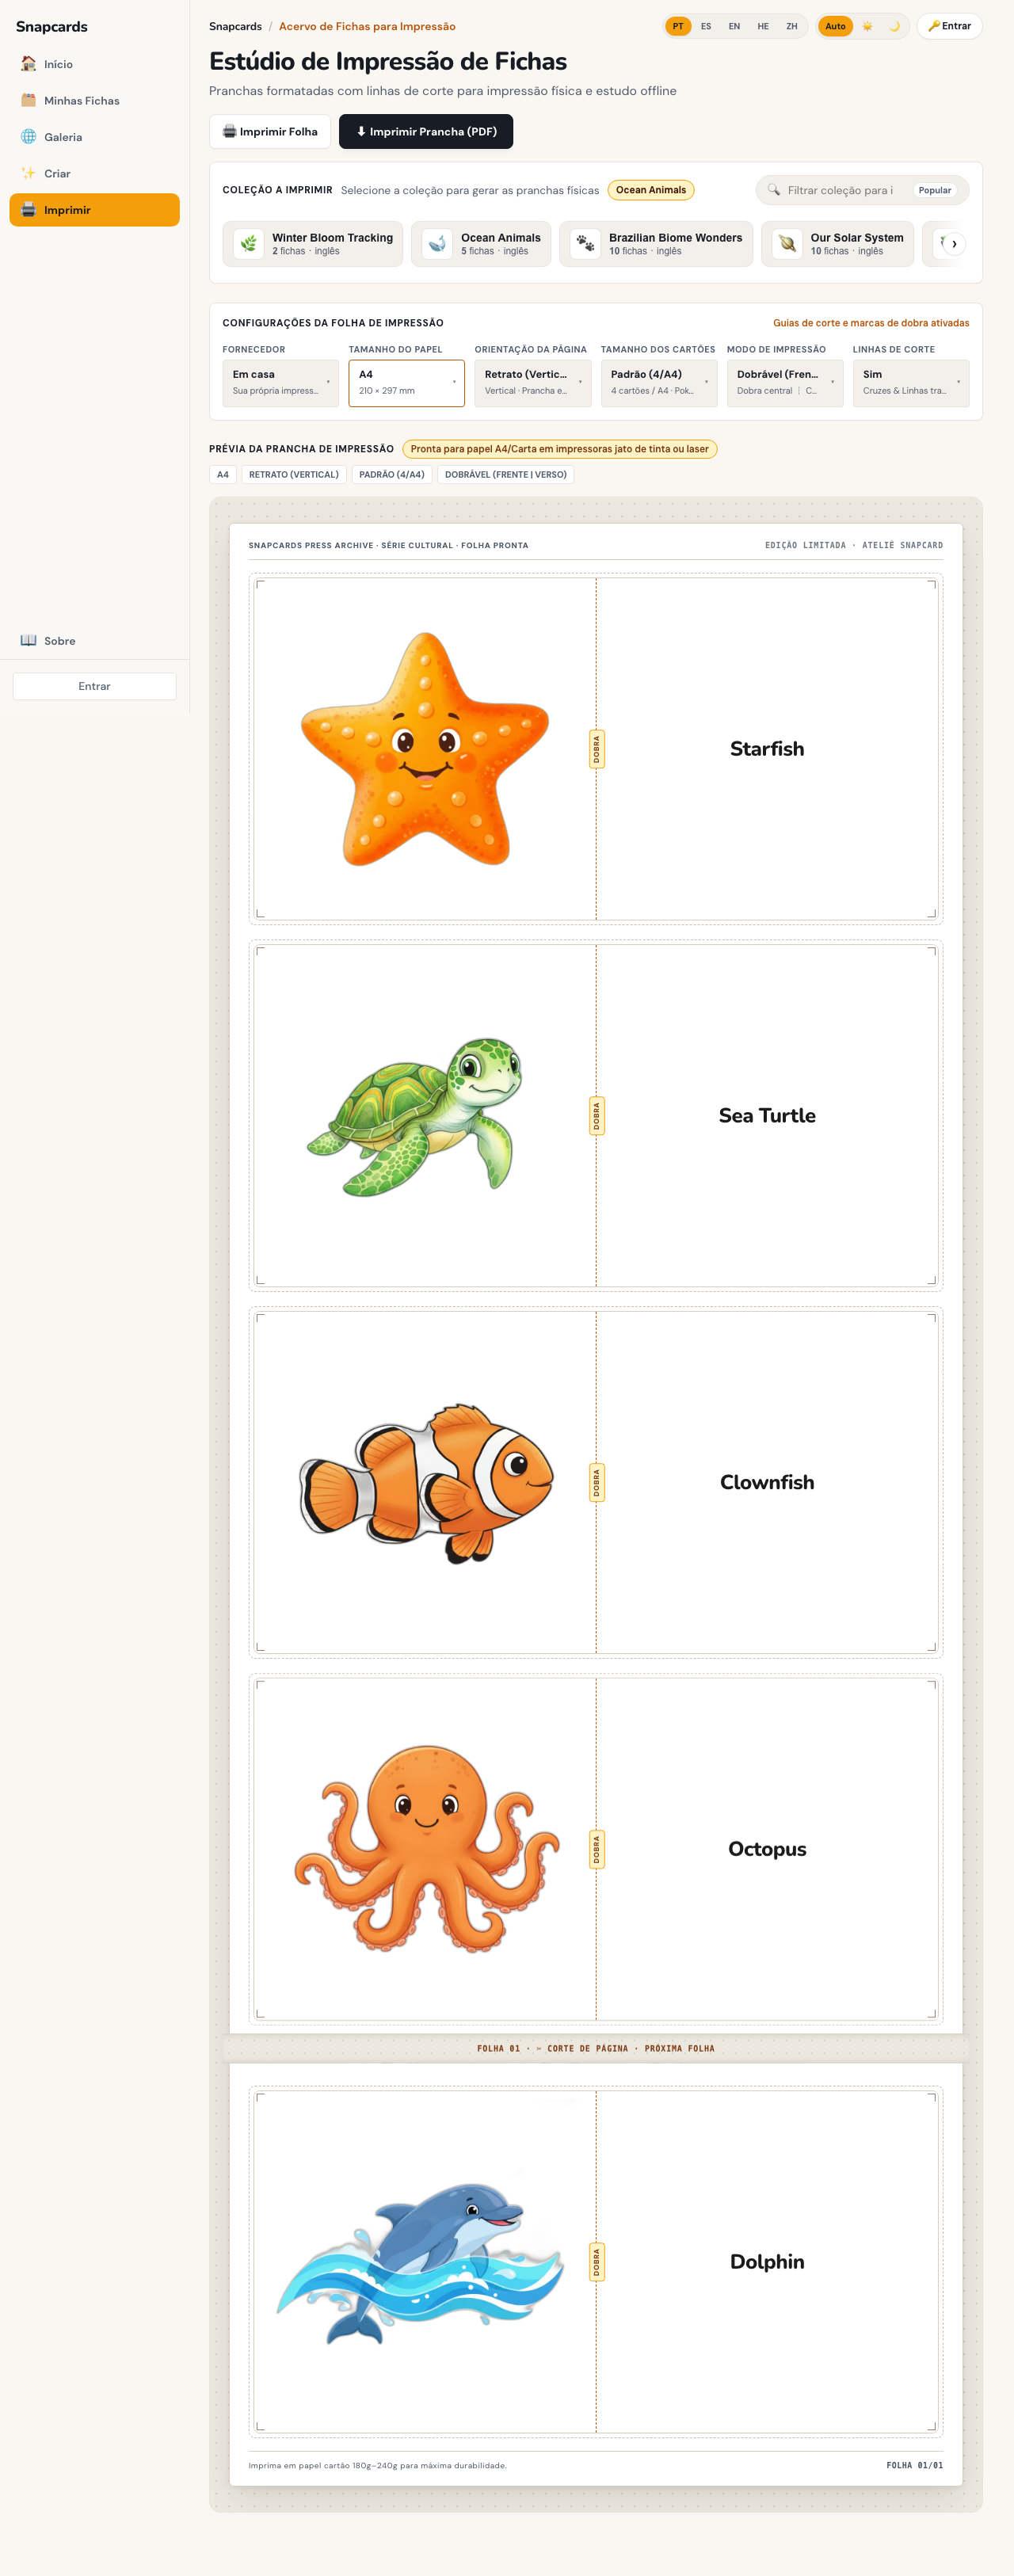 Snapcards
Início
Minhas Fichas
Galeria
Criar
Imprimir
Sobre
Entrar
Snapcards / Acervo de Fichas para Impressão
PT ES EN HE ZH Auto Entrar
Estúdio de Impressão de Fichas
Pranchas formatadas com linhas de corte para impressão física e estudo offline
Imprimir Folha
Imprimir Prancha (PDF)
COLEÇÃO A IMPRIMIR Selecione a coleção para gerar as pranchas físicas Ocean Animals
Filtrar coleção para i Popular
Winter Bloom Tracking
2 fichas · inglês
Ocean Animals
5 fichas · inglês
Brazilian Biome Wonders
10 fichas · inglês
Our Solar System
10 fichas · inglês
CONFIGURAÇÕES DA FOLHA DE IMPRESSÃO
Guias de corte e marcas de dobra ativadas
FORNECEDOR
Em casa
Sua própria impress...
TAMANHO DO PAPEL
A4
210 × 297 mm
ORIENTAÇÃO DA PÁGINA
Retrato (Vertic...
Vertical · Prancha e...
TAMANHO DOS CARTÕES
Padrão (4/A4)
4 cartões / A4 · Pok...
MODO DE IMPRESSÃO
Dobrável (Fren...
Dobra central | C...
LINHAS DE CORTE
Sim
Cruzes & Linhas tra...
PRÉVIA DA PRANCHA DE IMPRESSÃO Pronta para papel A4/Carta em impressoras jato de tinta ou laser
A4 RETRATO (VERTICAL) PADRÃO (4/A4) DOBRÁVEL (FRENTE | VERSO)
SNAPCARDS PRESS ARCHIVE · SÉRIE CULTURAL · FOLHA PRONTA
EDIÇÃO LIMITADA · ATELIÊ SNAPCARD
DOBRA
Starfish
DOBRA
Sea Turtle
DOBRA
Clownfish
DOBRA
Octopus
FOLHA 01 · ✂ CORTE DE PÁGINA · PRÓXIMA FOLHA
DOBRA
Dolphin
Imprima em papel cartão 180g–240g para máxima durabilidade.
FOLHA 01/01